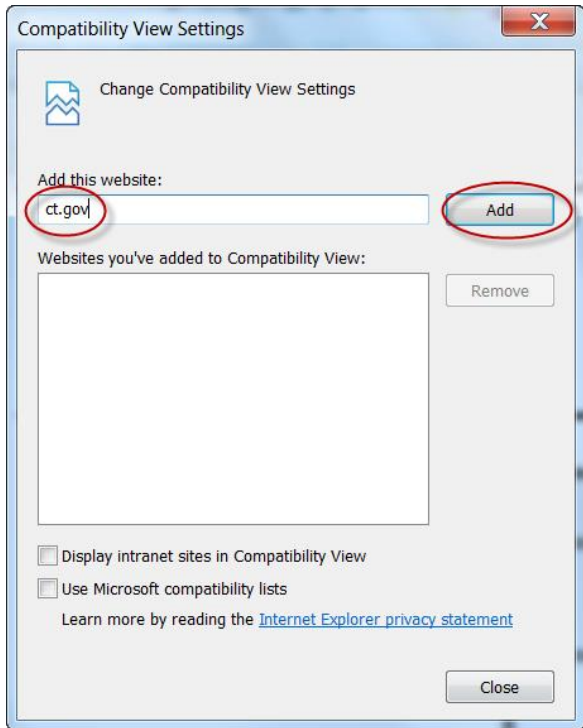 Compatibility View Settings
Change Compatibility View Settings
Add this website:
ct.gov
Add
Websites you've added to Compatibility View:
Remove
Display intranet sites in Compatibility View
Use Microsoft compatibility lists
Learn more by reading the Internet Explorer privacy statement
Close